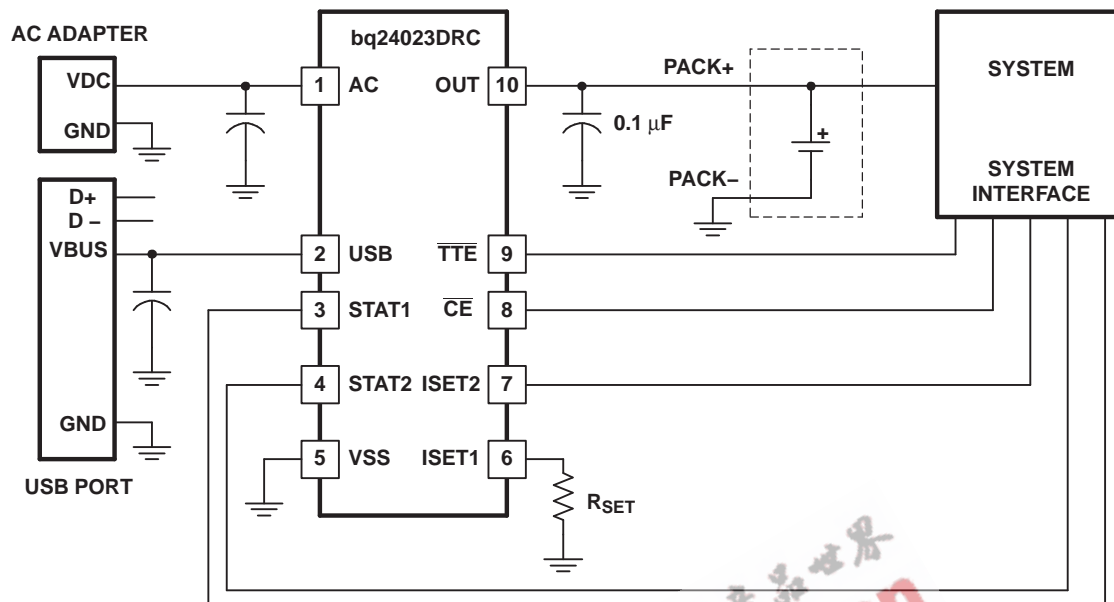 AC ADAPTER
VDC
GND
D+
D –
VBUS
GND
USB PORT
bq24023DRC
1 AC
OUT 10
2 USB
TTE 9
3 STAT1
CE 8
4 STAT2
ISET2 7
5 VSS
ISET1 6
RSET
PACK+
0.1 μF
+
PACK–
SYSTEM
SYSTEM
INTERFACE